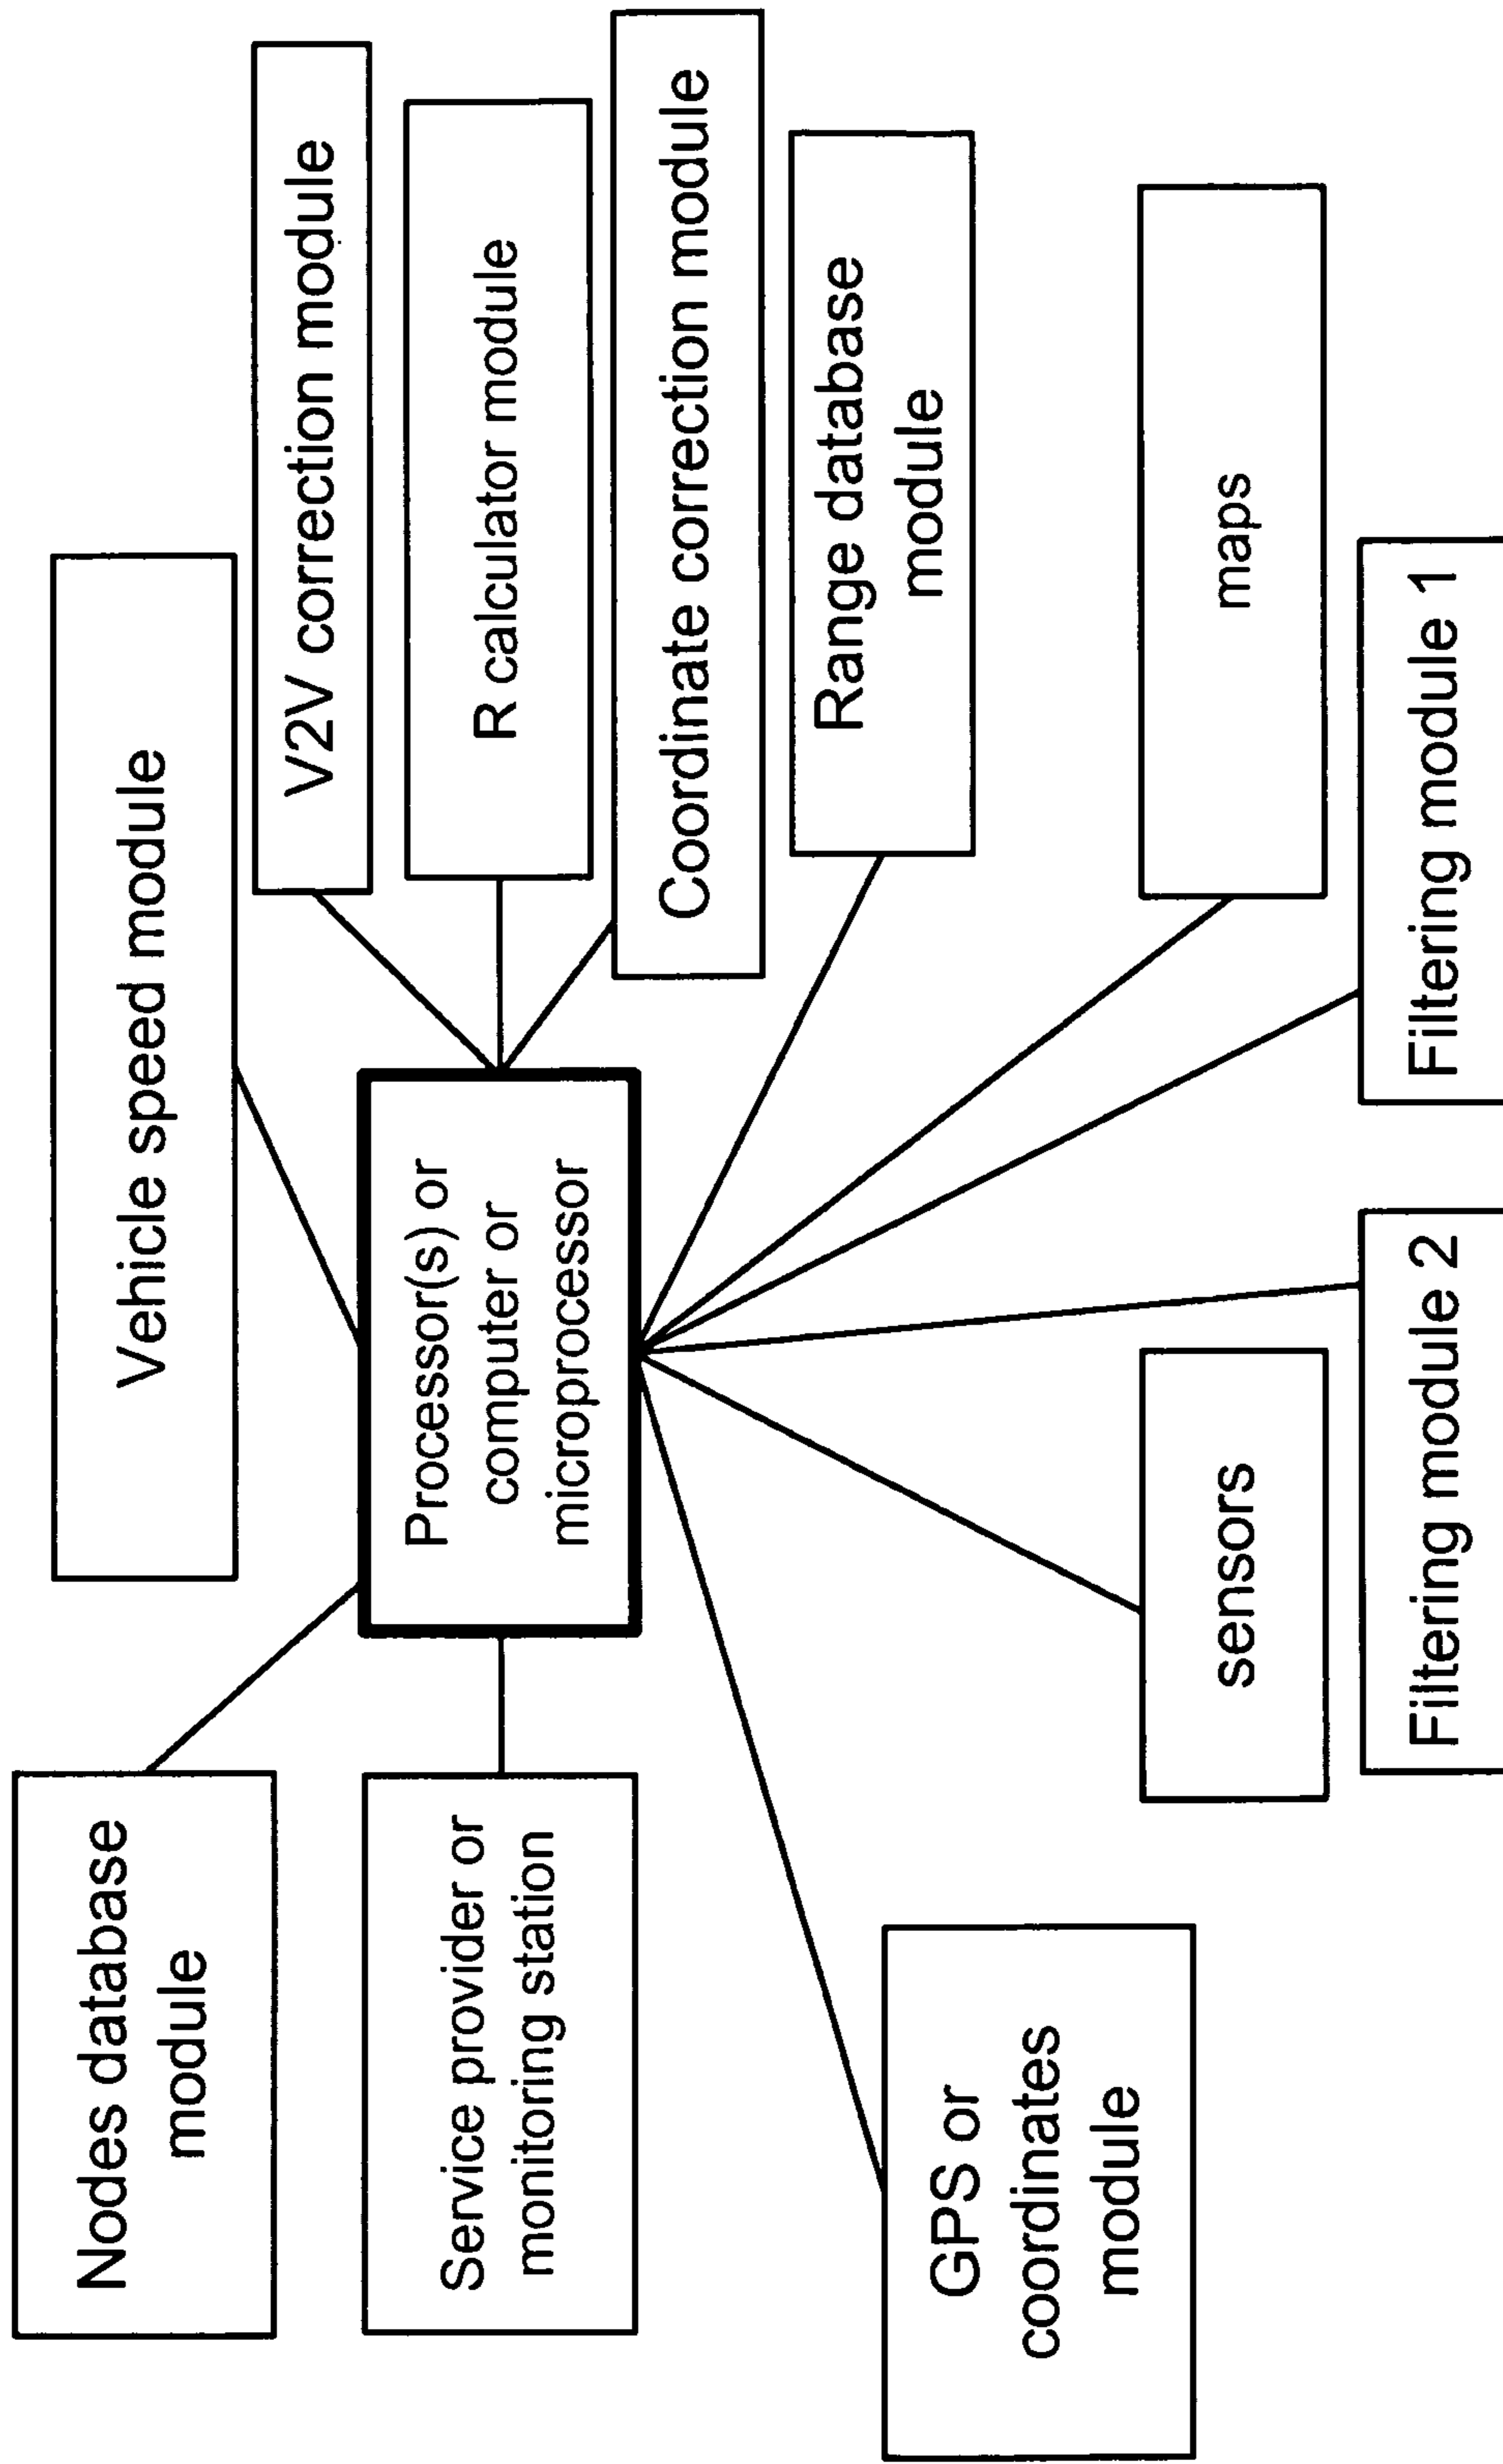 Nodes database
module
Vehicle speed module
Service provider or
monitoring station
Processor(s) or
computer or
microprocessor
V2V correction module
R calculator module
Coordinate correction module
Range database
module
GPS or
coordinates
module
sensors
maps
Filtering module 2
Filtering module 1